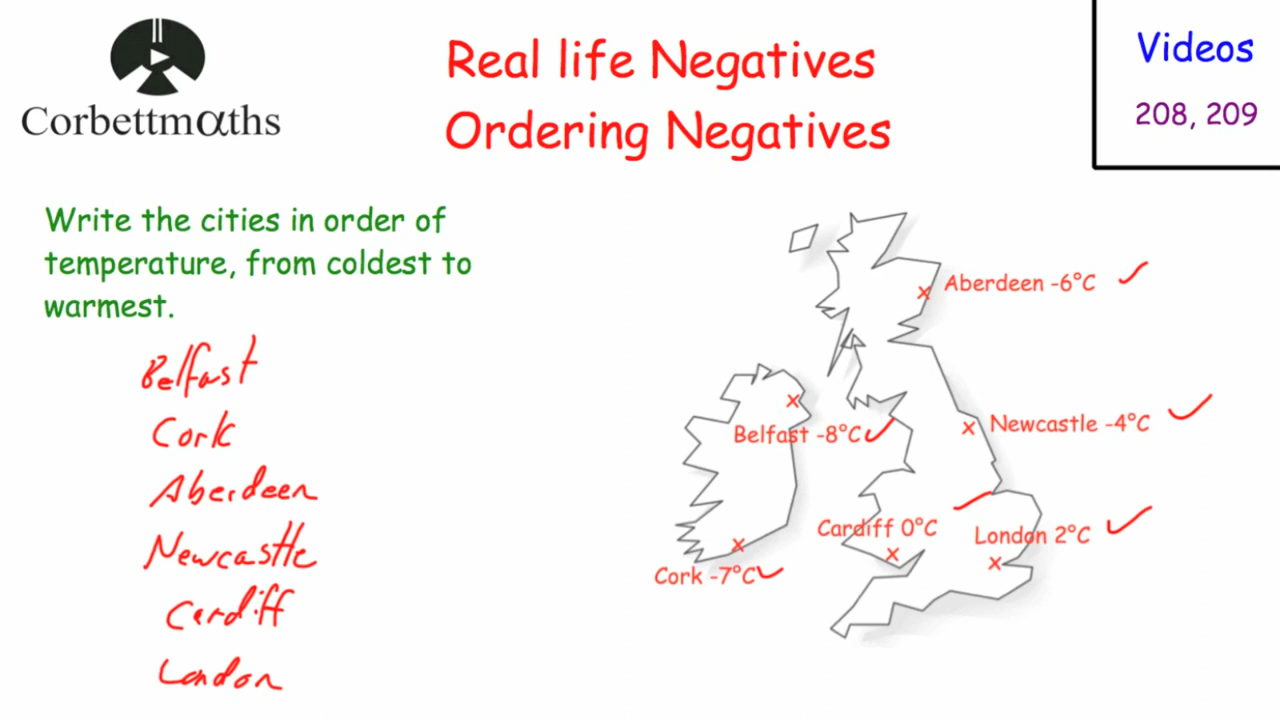 Corbettmαths
Real life Negatives
Ordering Negatives
Videos
208, 209
Write the cities in order of
temperature, from coldest to
warmest.
Belfast
Cork
Aberdeen
Newcastle
Cardiff
London
Aberdeen -6°C
Newcastle -4°C
Belfast -8°C
Cardiff 0°C
London 2°C
Cork -7°C